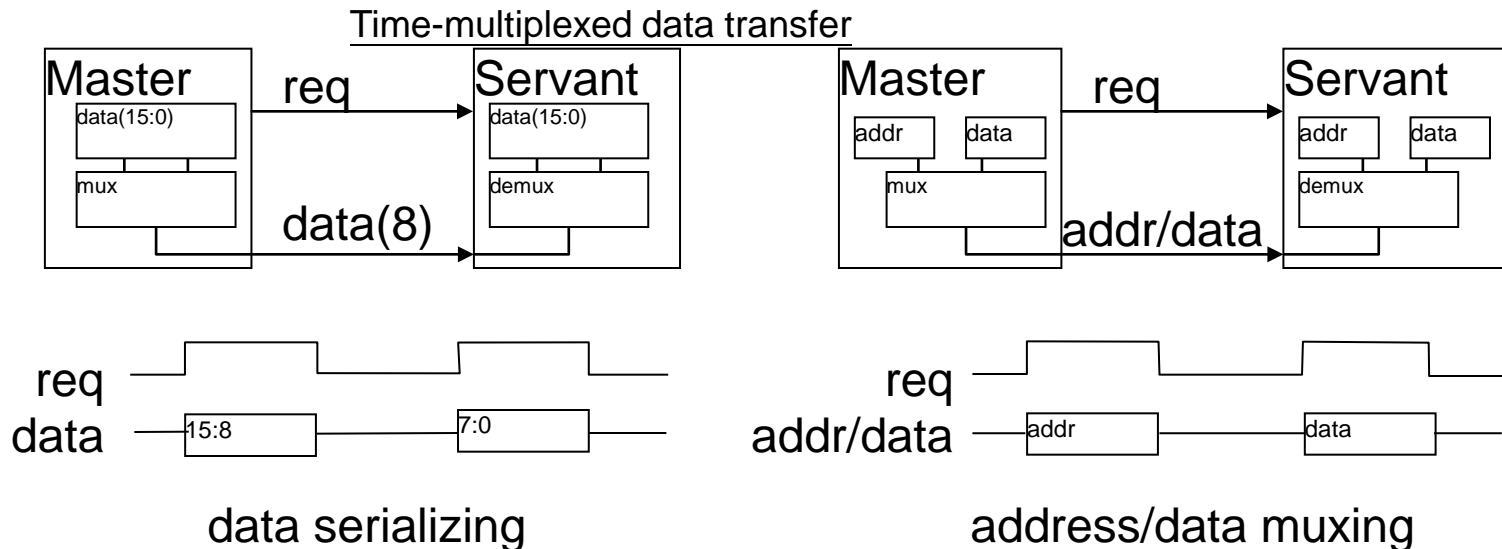 Time-multiplexed data transfer
Master
req
Servant
data(15:0)
data(15:0)
mux
demux
data(8)
req
data
15:8
7:0
data serializing
Master
req
Servant
addr
data
addr
data
mux
demux
addr/data
req
addr/data
addr
data
address/data muxing